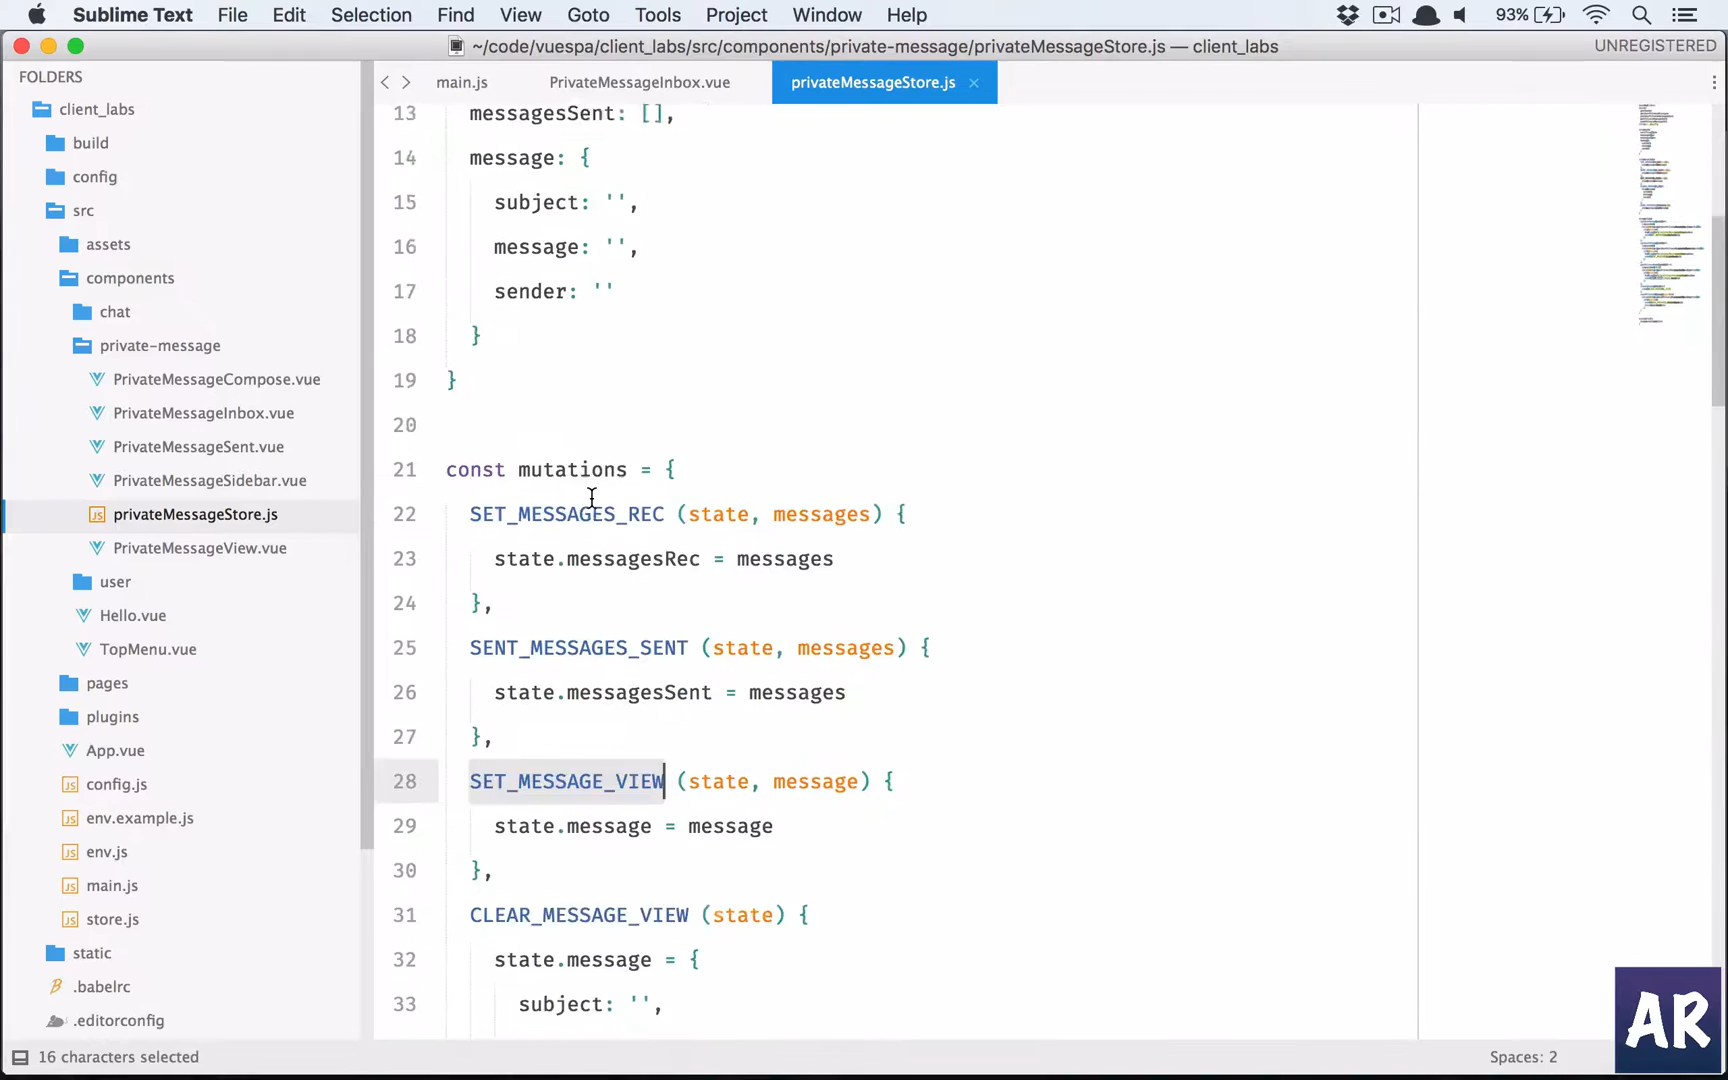 Sublime Text File Edit Selection Find View Goto Tools Project Window Help 93%
~/code/vuespa/client_labs/src/components/private-message/privateMessageStore.js — client_labs UNREGISTERED
FOLDERS
client_labs
build
config
src
assets
components
chat
private-message
PrivateMessageCompose.vue
PrivateMessageInbox.vue
PrivateMessageSent.vue
PrivateMessageSidebar.vue
JS privateMessageStore.js
PrivateMessageView.vue
user
Hello.vue
TopMenu.vue
pages
plugins
App.vue
JS config.js
JS env.example.js
JS env.js
JS main.js
JS store.js
static
.babelrc
.editorconfig
main.js PrivateMessageInbox.vue privateMessageStore.js ×
13 messagesSent: [],
14 message: {
15 subject: '',
16 message: '',
17 sender: ''
18 }
19 }
20
21 const mutations = {
22 SET_MESSAGES_REC (state, messages) {
23 state.messagesRec = messages
24 },
25 SENT_MESSAGES_SENT (state, messages) {
26 state.messagesSent = messages
27 },
28 SET_MESSAGE_VIEW (state, message) {
29 state.message = message
30 },
31 CLEAR_MESSAGE_VIEW (state) {
32 state.message = {
33 subject: '',
16 characters selected Spaces: 2
AR